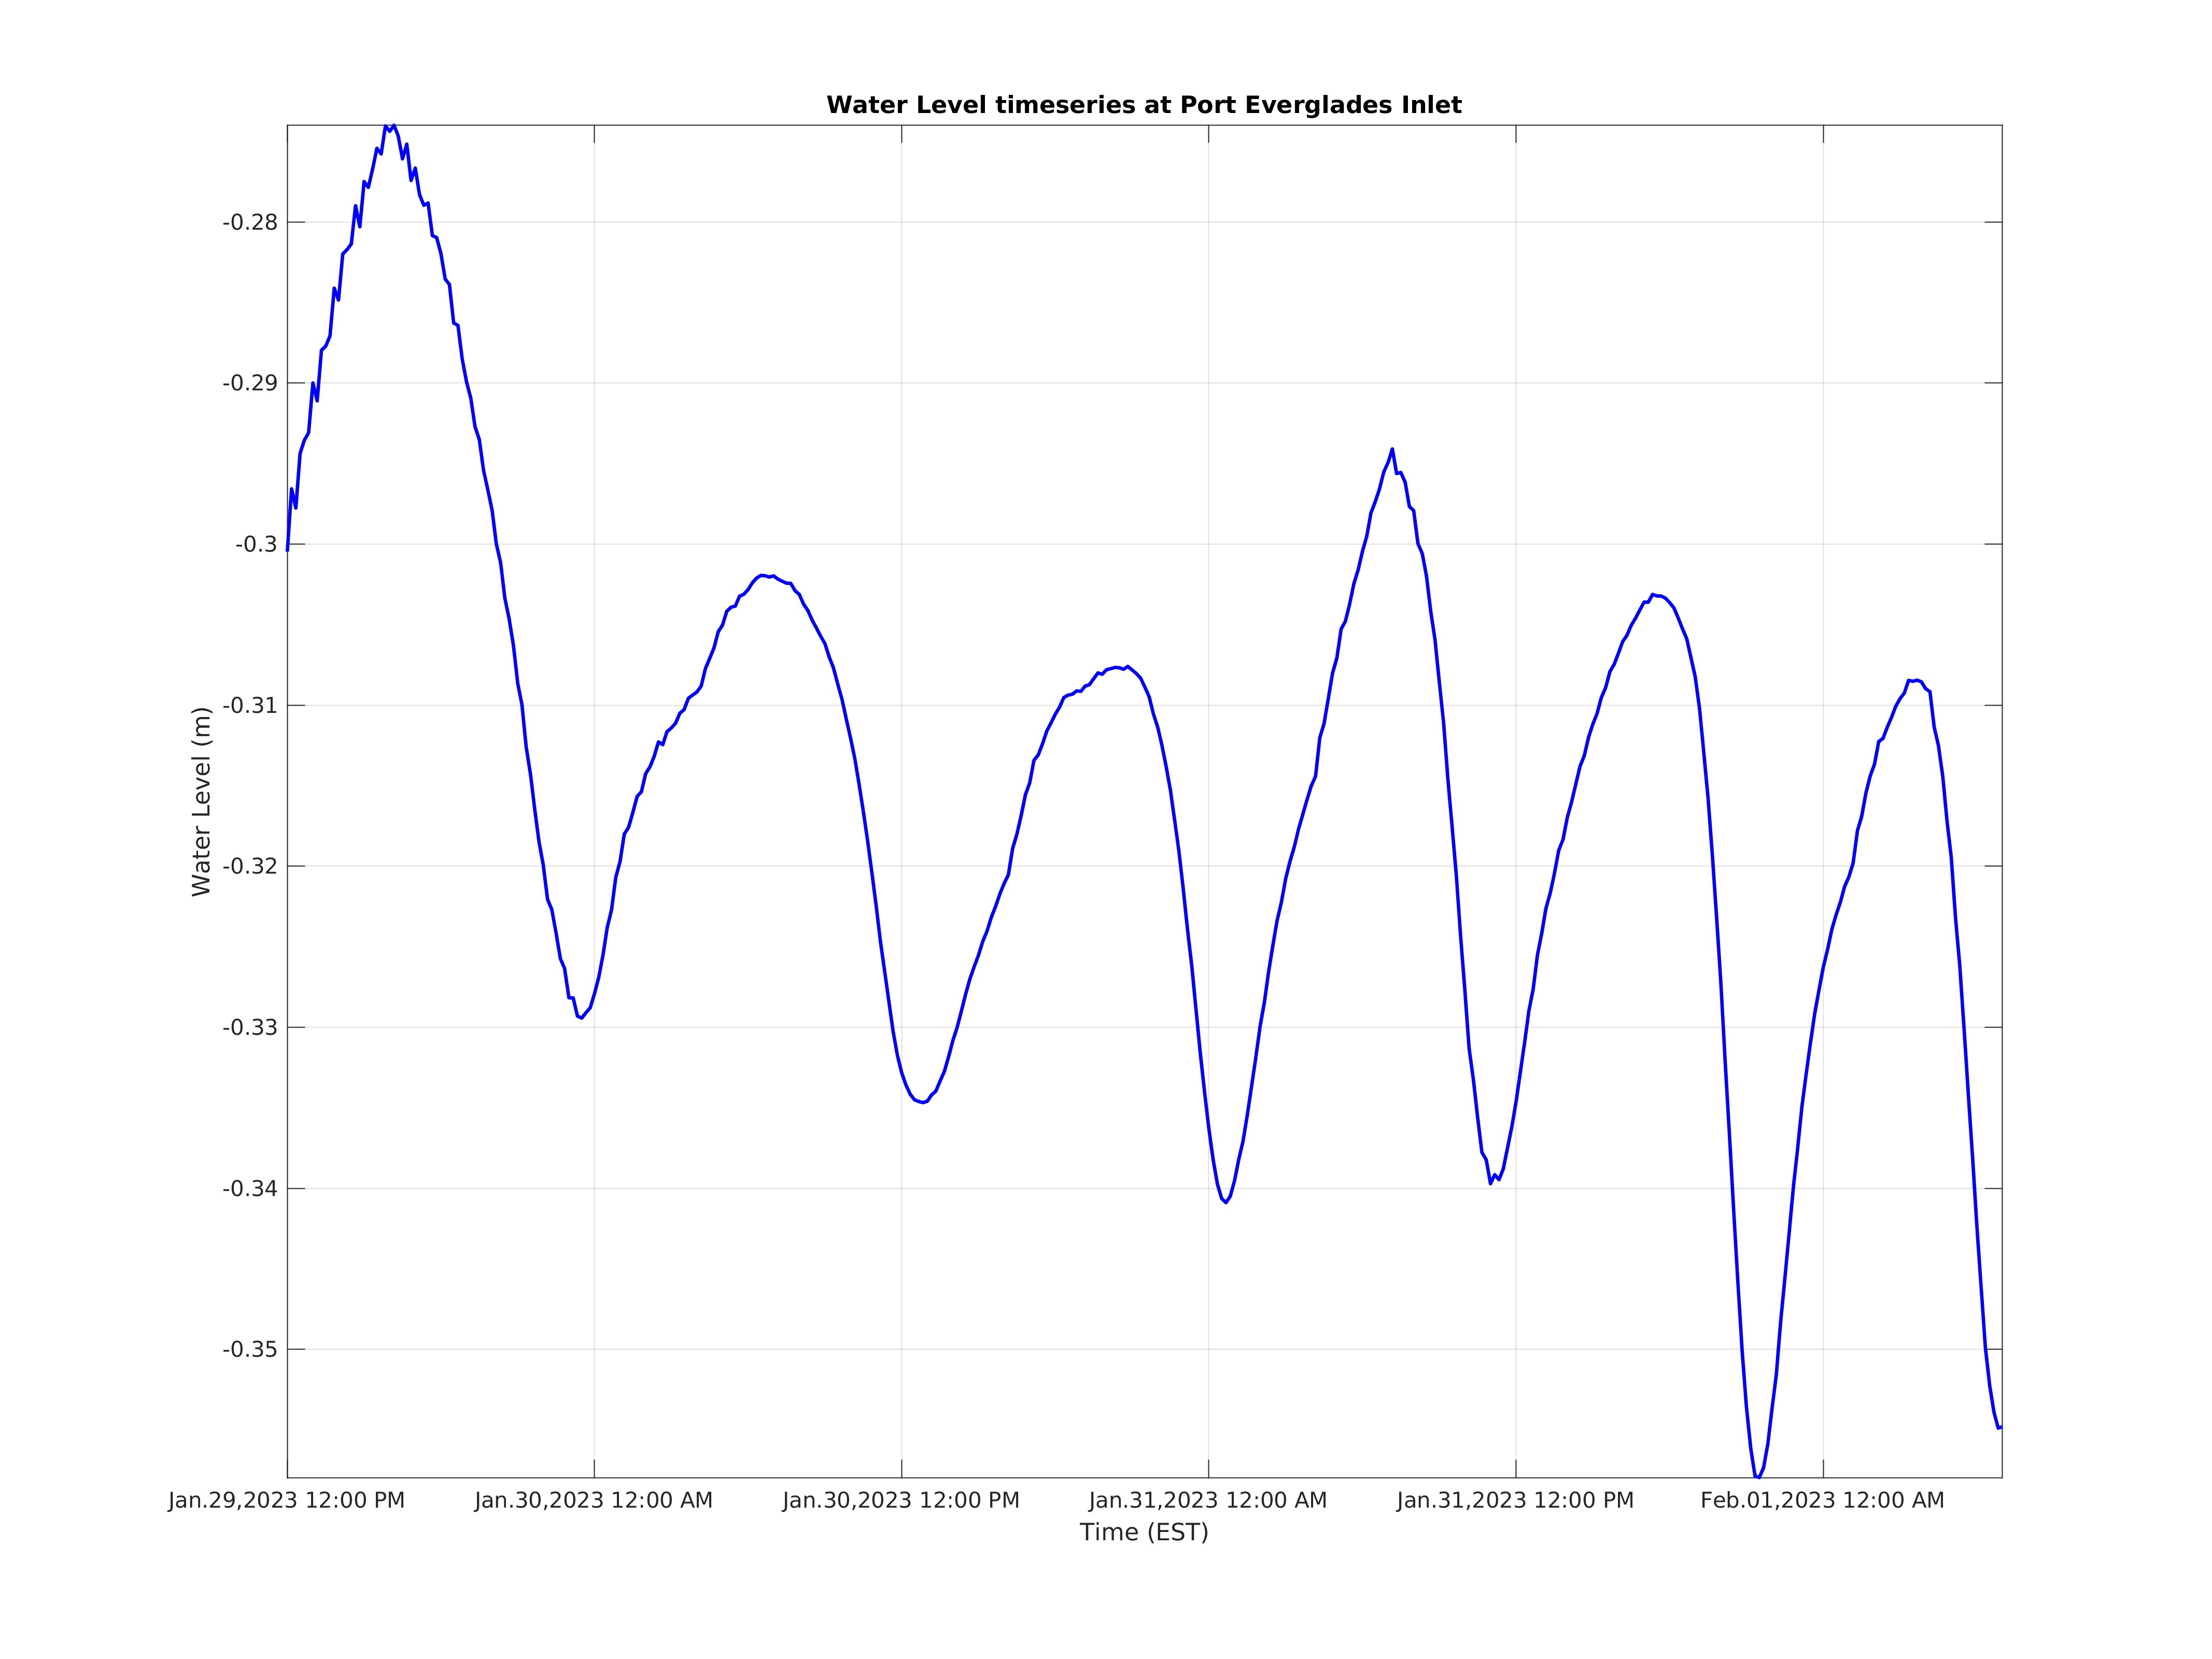 Water Level timeseries at Port Everglades Inlet
-0.28
-0.29
-0.3
-0.31
-0.32
-0.33
-0.34
-0.35
Water Level (m)
Jan.29,2023 12:00 PM
Jan.30,2023 12:00 AM
Jan.30,2023 12:00 PM
Jan.31,2023 12:00 AM
Jan.31,2023 12:00 PM
Feb.01,2023 12:00 AM
Time (EST)